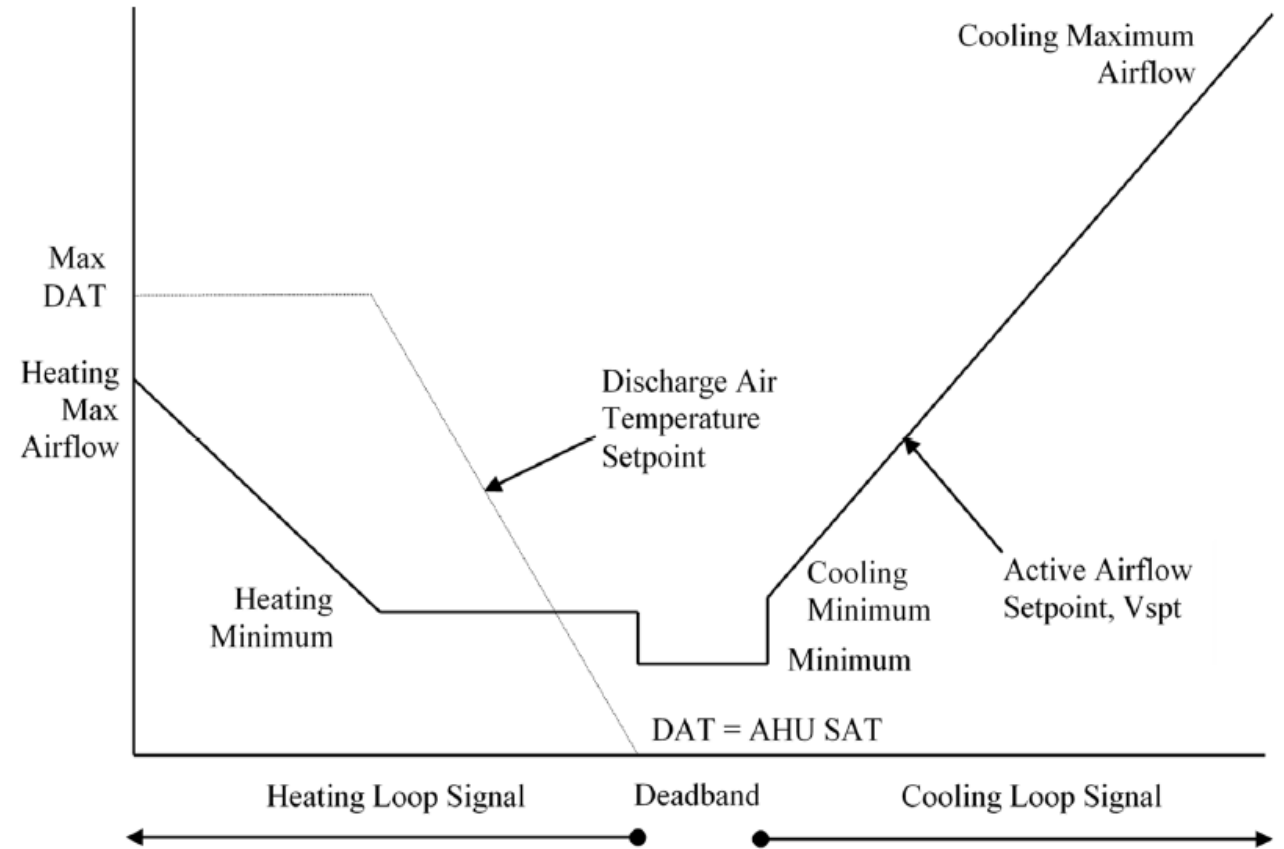 Cooling Maximum
Airflow
Max
DAT
Heating
Max
Airflow
Discharge Air
Temperature
Setpoint
Heating
Minimum
Cooling
Minimum
Active Airflow
Setpoint, Vspt
Minimum
DAT = AHU SAT
Heating Loop Signal
Deadband
Cooling Loop Signal